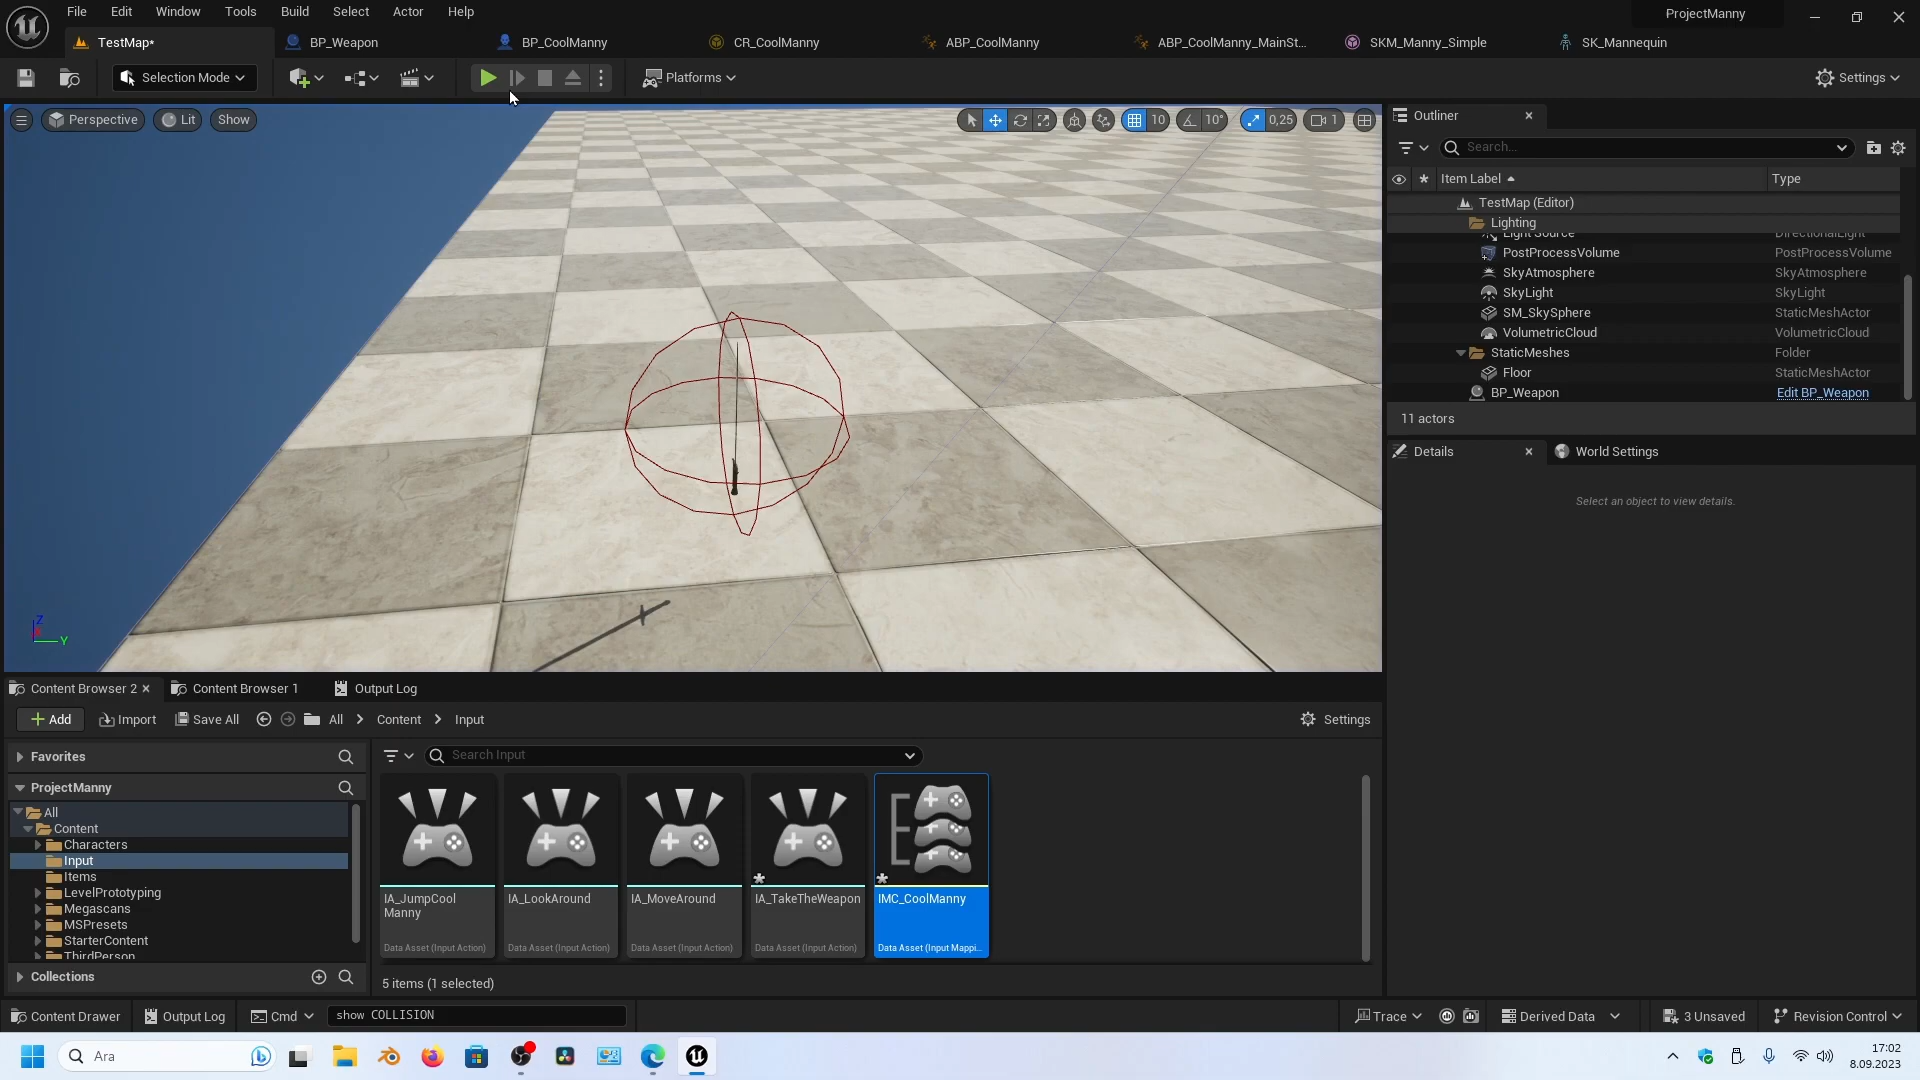 File Edit Window Tools Build Select Actor Help
ProjectManny
TestMap*
BP_Weapon
BP_CoolManny
CR_CoolManny
ABP_CoolManny
ABP_CoolManny_MainSt...
SKM_Manny_Simple
SK_Mannequin
Selection Mode
Platforms
Settings
Perspective
Lit
Show
10
10°
0,25
1
Z
Y
Outliner
Search...
Item Label
Type
TestMap (Editor)
Lighting
Light Source DirectionalLight
PostProcessVolume PostProcessVolume
SkyAtmosphere SkyAtmosphere
SkyLight SkyLight
SM_SkySphere StaticMeshActor
VolumetricCloud VolumetricCloud
StaticMeshes Folder
Floor StaticMeshActor
BP_Weapon Edit BP_Weapon
11 actors
Details
World Settings
Select an object to view details.
Content Browser 2
Content Browser 1
Output Log
Add
Import
Save All
All
Content
Input
Settings
Favorites
ProjectManny
All
Content
Characters
Input
Items
LevelPrototyping
Megascans
MSPresets
StarterContent
ThirdPerson
Collections
Search Input
IA_JumpCool
Manny
Data Asset (Input Action)
IA_LookAround
Data Asset (Input Action)
IA_MoveAround
Data Asset (Input Action)
IA_TakeTheWeapon
Data Asset (Input Action)
IMC_CoolManny
Data Asset (Input Mappi...
5 items (1 selected)
Content Drawer
Output Log
Cmd
show COLLISION
Trace
Derived Data
3 Unsaved
Revision Control
Ara
17:02
8.09.2023